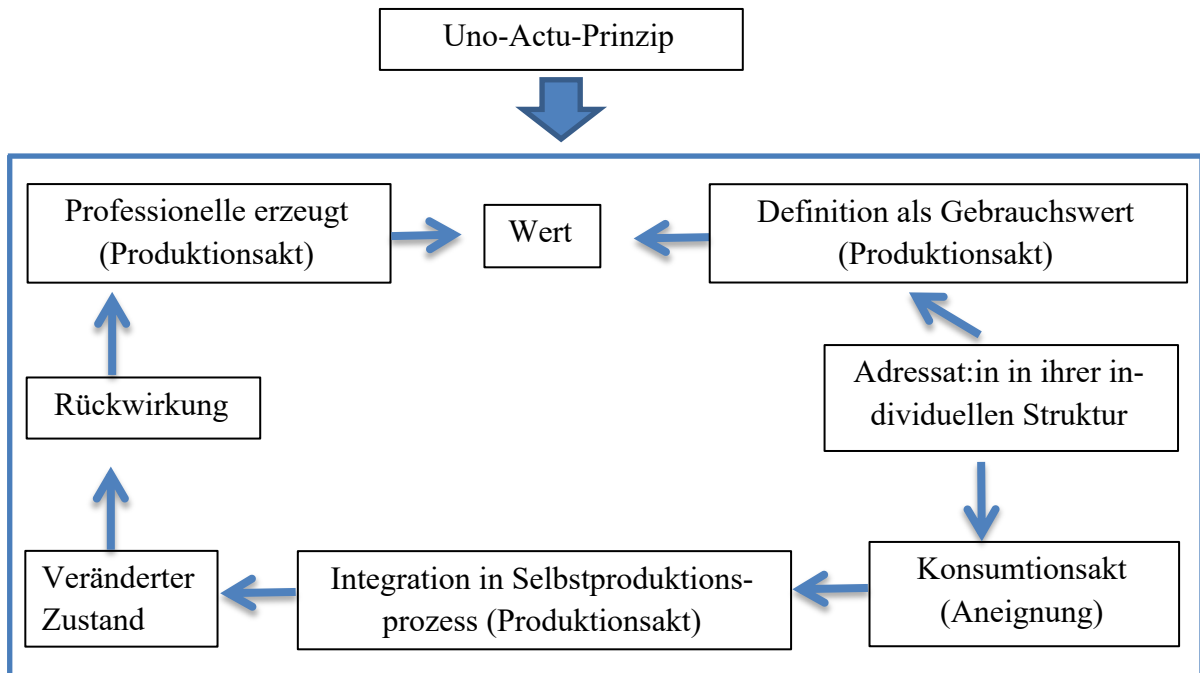 Uno-Actu-Prinzip
Professionelle erzeugt
(Produktionsakt)
Wert
Definition als Gebrauchswert
(Produktionsakt)
Rückwirkung
Adressat:in in ihrer in-
dividuellen Struktur
Veränderter
Zustand
Integration in Selbstproduktions-
prozess (Produktionsakt)
Konsumtionsakt
(Aneignung)